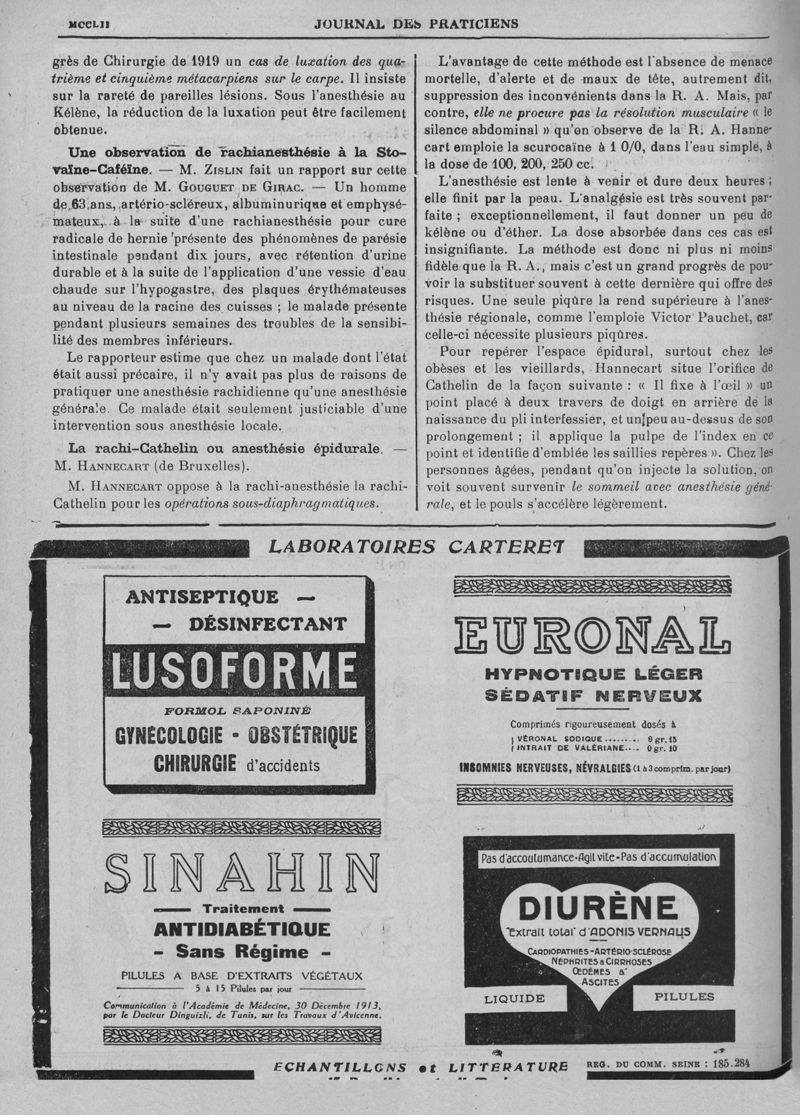 MCCLII
JOURNAL DES PRATICIENS
grès de Chirurgie de 1919 un cas de luxation des qua-
trième et cinquième métacarpiens sur le carpe. Il insiste
sur la rareté de pareilles lésions. Sous l'anesthésie au
Kélène, la réduction de la luxation peut être facilement
obtenue.
Une observation de rachianesthésie à la Sto-
vaïne-Caféine. — M. Zislin fait un rapport sur cette
observation de M. Gouguet de Girac. — Un homme
de 63 ans, artério-scléreux, albuminurique et emphysé-
mateux, à la suite d'une rachianesthésie pour cure
radicale de hernie présente des phénomènes de parésie
intestinale pendant dix jours, avec rétention d'urine
durable et à la suite de l'application d'une vessie d'eau
chaude sur l'hypogastre, des plaques érythémateuses
au niveau de la racine des cuisses ; le malade présente
pendant plusieurs semaines des troubles de la sensibi-
lité des membres inférieurs.
Le rapporteur estime que chez un malade dont l'état
était aussi précaire, il n'y avait pas plus de raisons de
pratiquer une anesthésie rachidienne qu'une anesthésie
générale. Ce malade était seulement justiciable d'une
intervention sous anesthésie locale.
La rachi-Cathelin ou anesthésie épidurale. —
M. Hannecart (de Bruxelles).
M. Hannecart oppose à la rachi-anesthésie la rachi-
Cathelin pour les opérations sous-diaphragmatiques.
L'avantage de cette méthode est l'absence de menace
mortelle, d'alerte et de maux de tête, autrement dit,
suppression des inconvénients dans la R. A. Mais, par
contre, elle ne procure pas la résolution musculaire « le
silence abdominal » qu'on observe de la R. A. Hanne-
cart emploie la scurocaïne à 1 0/0, dans l'eau simple, à
la dose de 100, 200, 250 cc.
L'anesthésie est lente à venir et dure deux heures ;
elle finit par la peau. L'analgésie est très souvent par-
faite ; exceptionnellement, il faut donner un peu de
kélène ou d'éther. La dose absorbée dans ces cas est
insignifiante. La méthode est donc ni plus ni moins
fidèle que la R. A., mais c'est un grand progrès de pou-
voir la substituer souvent à cette dernière qui offre des
risques. Une seule piqûre la rend supérieure à l'anes-
thésie régionale, comme l'emploie Victor Pauchet, car
celle-ci nécessite plusieurs piqûres.
Pour repérer l'espace épidural, surtout chez les
obèses et les vieillards, Hannecart situe l'orifice de
Cathelin de la façon suivante : « Il fixe à l'œil » un
point placé à deux travers de doigt en arrière de la
naissance du pli interfessier, et un peu au-dessus de son
prolongement ; il applique la pulpe de l'index en ce
point et identifie d'emblée les saillies repères ». Chez les
personnes âgées, pendant qu'on injecte la solution, on
voit souvent survenir le sommeil avec anesthésie géné-
rale, et le pouls s'accélère légèrement.
LABORATOIRES CARTERET
ANTISEPTIQUE —
— DÉSINFECTANT
LUSOFORME
FORMOL SAPONINÉ
GYNÉCOLOGIE - OBSTÉTRIQUE
CHIRURGIE d'accidents
EURONAL
HYPNOTIQUE LÉGER
SÉDATIF NERVEUX
Comprimés rigoureusement dosés à
VÉRONAL SODIQUE......... 0 gr. 15
INTRAIT DE VALÉRIANE.... 0 gr. 10
INSOMNIES NERVEUSES, NÉVRALGIES (1 à 3 comprim. par jour)
SINAHIN
Traitement
ANTIDIABÉTIQUE
- Sans Régime -
PILULES A BASE D'EXTRAITS VÉGÉTAUX
5 à 15 Pilules par jour
Communication à l'Académie de Médecine, 30 Décembre 1913,
par le Docteur Dinguizli, de Tunis, sur les Travaux d'Avicenne.
Pas d'accoutumance - Agit vite - Pas d'accumulation
DIURÈNE
"Extrait total" d'ADONIS VERNALIS
CARDIOPATHIES - ARTÉRIO-SCLÉROSE
NÉPHRITES & CIRRHOSES
ŒDÈMES &
ASCITES
LIQUIDE
PILULES
ECHANTILLONS et LITTÉRATURE
REG. DU COMM. SEINE : 185.284